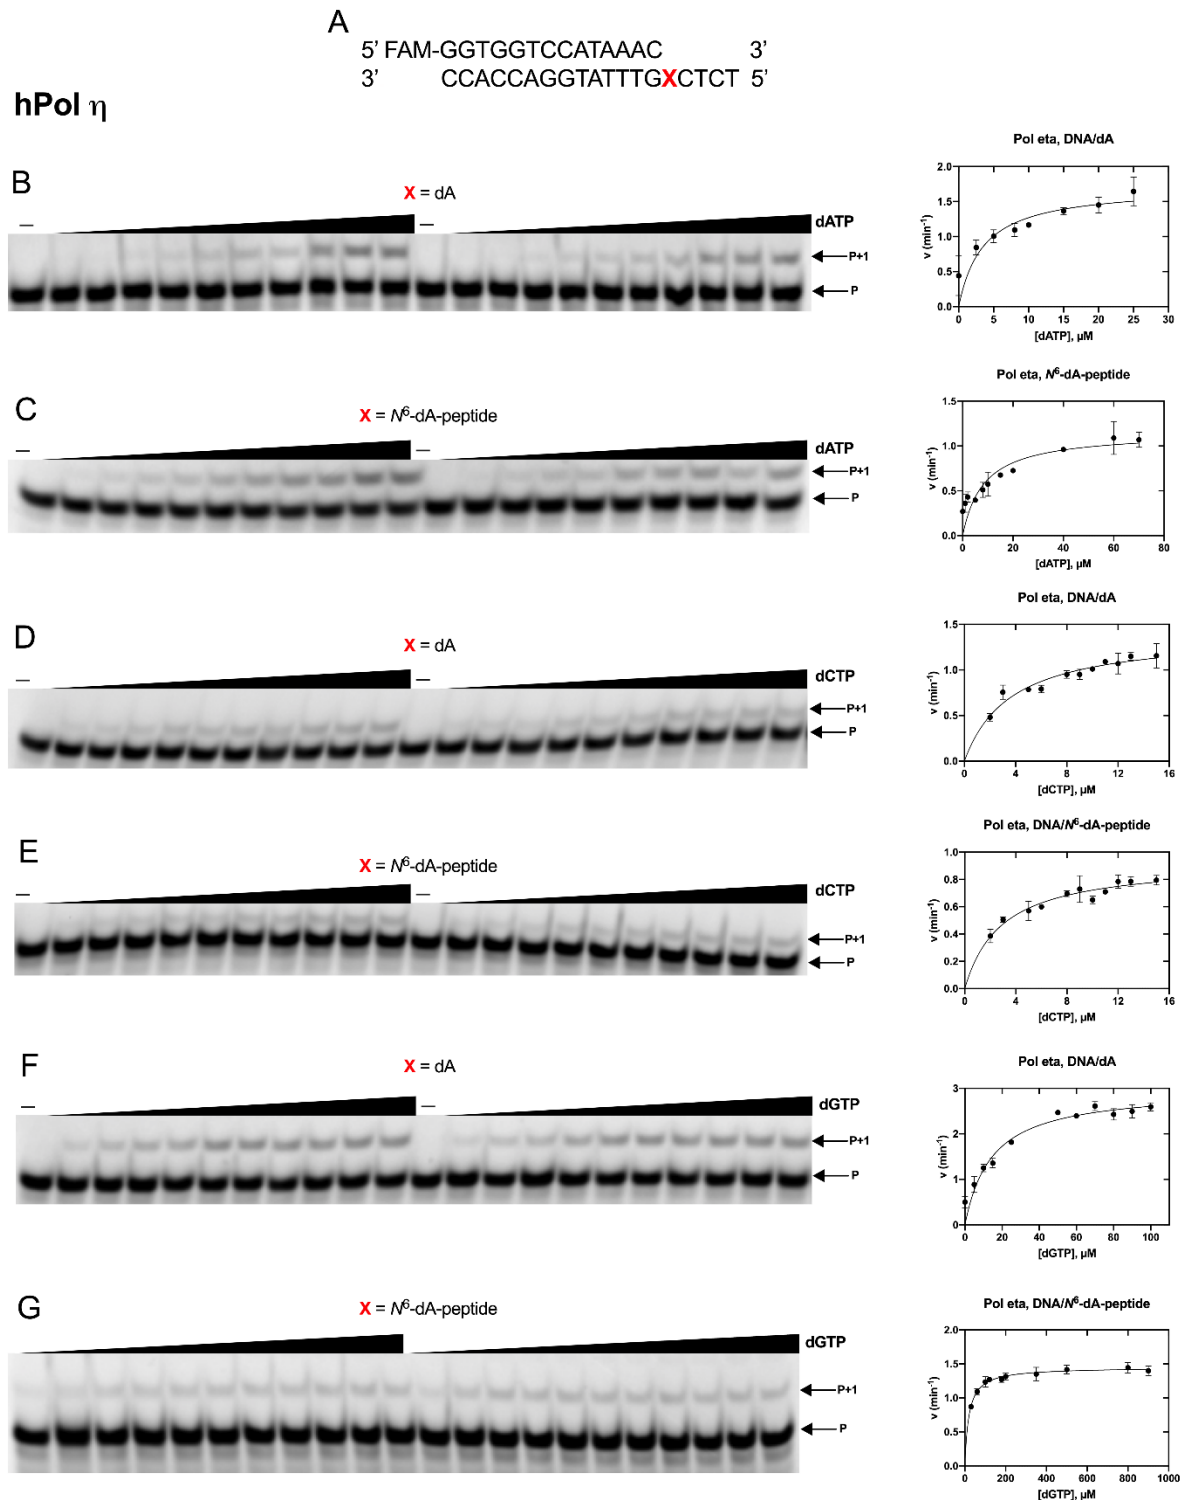 A
5' FAM-GGTGGTCCATAAAC 3'
3' CCACCAGGTATTTGXCTCT 5'
hPol η
B
X = dA
– – dATP
P+1
P
Pol eta, DNA/dA
v (min⁻¹)
2.0
1.5
1.0
0.5
0.0
0 5 10 15 20 25 30
[dATP], µM
C
X = N⁶-dA-peptide
– – dATP
P+1
P
Pol eta, N⁶-dA-peptide
v (min⁻¹)
1.5
1.0
0.5
0.0
0 20 40 60 80
[dATP], µM
D
X = dA
– – dCTP
P+1
P
Pol eta, DNA/dA
v (min⁻¹)
1.5
1.0
0.5
0.0
0 4 8 12 16
[dCTP], µM
E
X = N⁶-dA-peptide
– – dCTP
P+1
P
Pol eta, DNA/N⁶-dA-peptide
v (min⁻¹)
1.0
0.8
0.6
0.4
0.2
0.0
0 4 8 12 16
[dCTP], µM
F
X = dA
– – dGTP
P+1
P
Pol eta, DNA/dA
v (min⁻¹)
3
2
1
0
0 20 40 60 80 100
[dGTP], µM
G
X = N⁶-dA-peptide
dGTP
P+1
P
Pol eta, DNA/N⁶-dA-peptide
v (min⁻¹)
2.0
1.5
1.0
0.5
0.0
0 200 400 600 800 1000
[dGTP], µM